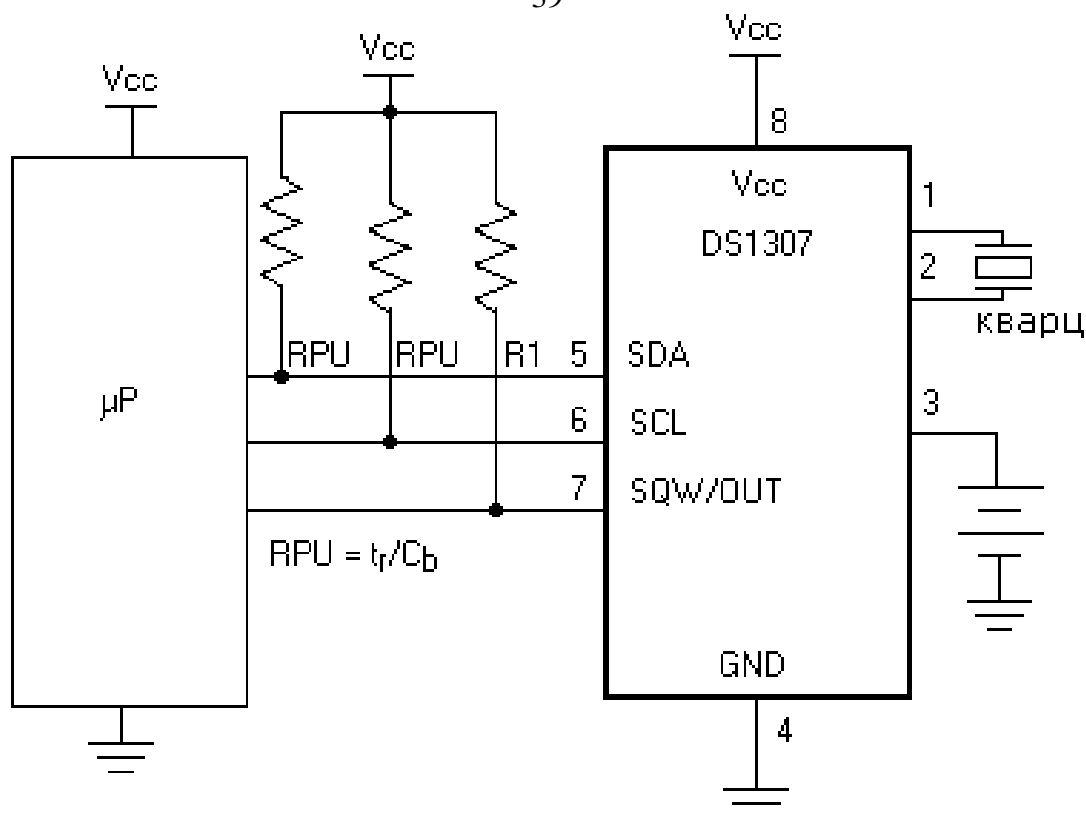 39
Vcc
Vcc
Vcc
8
Vcc
DS1307
1
2
кварц
RPU
RPU
R1
5
SDA
μP
3
6
SCL
7
SQW/OUT
RPU = tr/Cb
GND
4